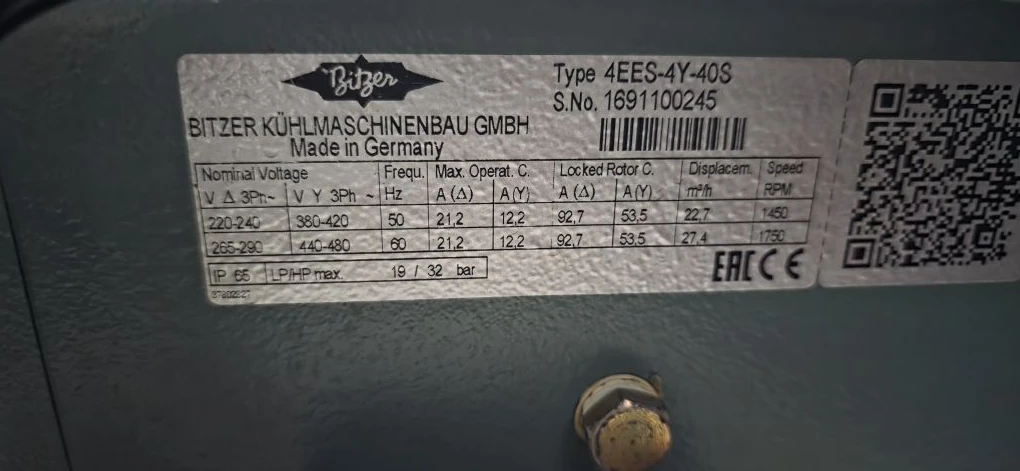 Bitzer
Type 4EES-4Y-40S
S.No. 1691100245
BITZER KÜHLMASCHINENBAU GMBH
Made in Germany
Nominal Voltage Frequ. Max. Operat. C. Locked Rotor C. Displacem. Speed
V Δ 3Ph~ V Y 3Ph ~ Hz A (Δ) A (Y) A (Δ) A (Y) m³/h RPM
220-240 380-420 50 21,2 12,2 92,7 53,5 22,7 1450
265-290 440-480 60 21,2 12,2 92,7 53,5 27,4 1750
IP 65 LP/HP max. 19 / 32 bar
EAC CE